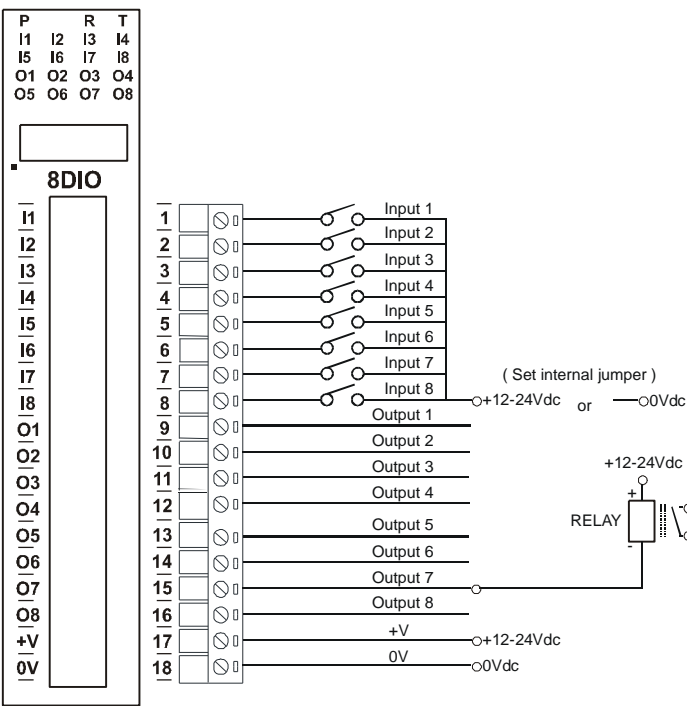 P R T
I1 I2 I3 I4
I5 I6 I7 I8
O1 O2 O3 O4
O5 O6 O7 O8
8DIO
I1 1 Input 1
I2 2 Input 2
I3 3 Input 3
I4 4 Input 4
I5 5 Input 5
I6 6 Input 6
I7 7 Input 7
( Set internal jumper )
I8 8 Input 8 +12-24Vdc or 0Vdc
O1 9 Output 1
O2 10 Output 2
O3 11 Output 3
+12-24Vdc
O4 12 Output 4
+
RELAY
O5 13 Output 5
-
O6 14 Output 6
O7 15 Output 7
O8 16 Output 8
+V 17 +V +12-24Vdc
0V 18 0V 0Vdc